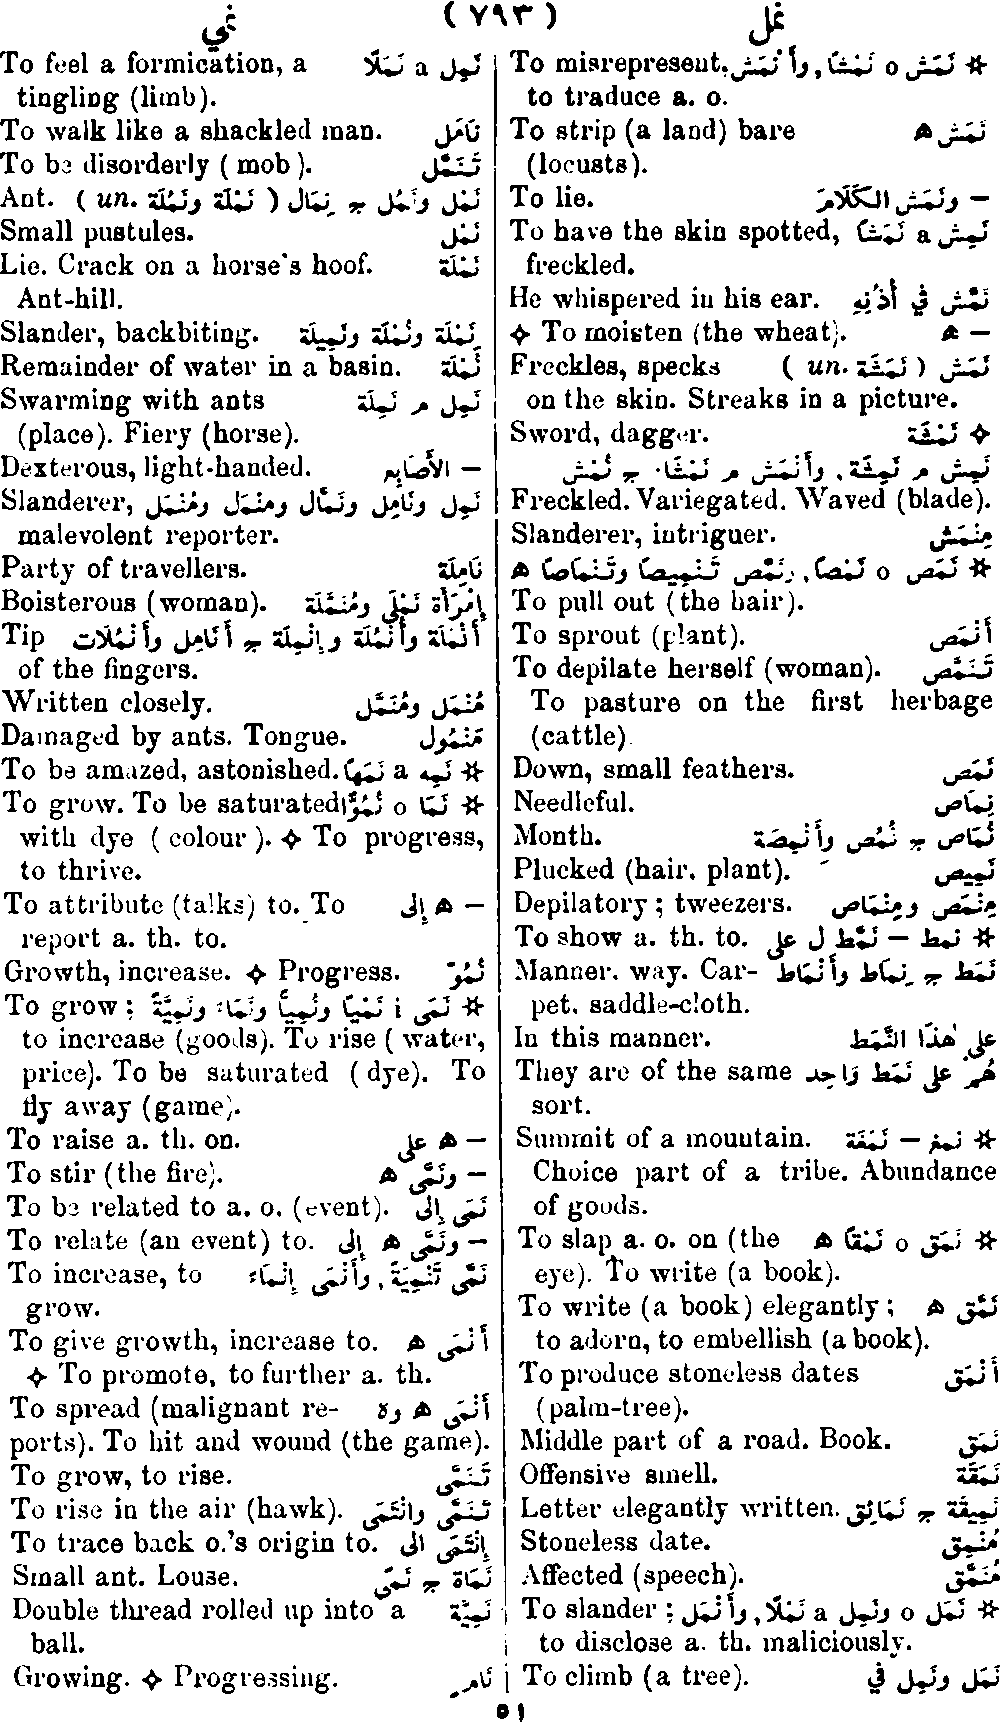 نمل (٧٩٣) نمي
To misrepresent, ✲ نَمَش o نَمْشًا, وأَنْمَش
to traduce a. o.
To strip (a land) bare نَمَش ه
(locusts).
To lie. — ونَمَّش الكَلَامَ
To have the skin spotted, نَمِش a نَمَشًا
freckled.
He whispered in his ear. نَمَّش في أُذْنِهِ
✧ To moisten (the wheat). — ه
Freckles, specks نَمَش ( un. نَمَشَة )
on the skin. Streaks in a picture.
Sword, dagger. ✧ نَمْشَة
نَمِش م نَمِشَة, وأَنْمَش م نَمْشَا· ج نُمْش
Freckled. Variegated. Waved (blade).
Slanderer, intriguer. مِنْمَش
✲ نَمَص o نَمْصًا, ونَمَّص تَنْمِيصًا وتَنْمَاصًا ه
To pull out (the hair).
To sprout (plant). أَنْمَص
To depilate herself (woman). تَنَمَّص
To pasture on the first herbage
(cattle).
Down, small feathers. نَمَص
Needleful. نِمَاص
Month. نُمَاص ج نُمُص وأَنْمِصَة
Plucked (hair, plant). نَمِيص
Depilatory ; tweezers. مِنْمَص ومِنْمَاص
To show a. th. to. ✲ نمط — نَمَّط ل على
Manner, way. Car- نَمَط ج نِمَاط وأَنْمَاط
pet, saddle-cloth.
In this manner. على هٰذَا النَّمَط
They are of the same هُم على نَمَط وَاحِد
sort.
Summit of a mountain. ✲ نمغ — نَمَغَة
Choice part of a tribe. Abundance
of goods.
To slap a. o. on (the ✲ نَمَق o نَمْقًا ه
eye). To write (a book).
To write (a book) elegantly ; نَمَّق ه
to adorn, to embellish (a book).
To produce stoneless dates أَنْمَق
(palm-tree).
Middle part of a road. Book. نَمَق
Offensive smell. نَمَقَة
Letter elegantly written. نَمِيقَة ج نَمَائِق
Stoneless date. مُنْمِق
Affected (speech). مُنَمَّق
To slander ; ✲ نَمَل o ونَمِل a نَمْلًا, وأَنْمَل
to disclose a. th. maliciously.
To climb (a tree). نَمَل ونَمِل في
To feel a formication, a نَمِل a نَمَلًا
tingling (limb).
To walk like a shackled man. نَامَل
To be disorderly ( mob ). تَنَمَّل
Ant. ( un. نَمْل ونُمُل ج نِمَال ( نَمْلَة ونَمُلَة
Small pustules. نَمْل
Lie. Crack on a horse's hoof. نَمْلَة
Ant-hill.
Slander, backbiting. نِمْلَة ونُمْلَة ونَمِيلَة
Remainder of water in a basin. نُمْلَة
Swarming with ants نَمِل م نَمِلَة
(place). Fiery (horse).
Dexterous, light-handed. — الأَصَابِع
Slanderer, نَمِل ونَامِل ونَمَّال ومِنْمَل ومُنْمِل
malevolent reporter.
Party of travellers. نَامِلَة
Boisterous (woman). إِمْرَأَة نَمْلَى ومُنَمَّلَة
Tip أَنْمَلَة وأُنْمُلَة وإِنْمِلَة ج أَنَامِل وأَنْمُلَات
of the fingers.
Written closely. مُنْمَل ومُنَمَّل
Damaged by ants. Tongue. مَنْمُول
To be amazed, astonished. ✲ نَمِه a نَمَهًا
To grow. To be saturated ✲ نَمَا o نُمُوًّا
with dye ( colour ). ✧ To progress,
to thrive.
To attribute (talks) to. To — ه إِلى
report a. th. to.
Growth, increase. ✧ Progress. نُمُوّ
To grow ; ✲ نَمَى i نَمْيًا ونُمِيًّا ونَمَاء ونَمِيَّةً
to increase (goods). To rise ( water,
price). To be saturated ( dye). To
fly away (game).
To raise a. th. on. — ه على
To stir (the fire). — ونَمَّى ه
To be related to a. o. (event). نَمَى إِلى
To relate (an event) to. — ونَمَّى ه إِلى
To increase, to نَمَّى تَنْمِيَةً, وأَنْمَى إِنْمَاء
grow.
To give growth, increase to. أَنْمَى ه
✧ To promote, to further a. th.
To spread (malignant re- أَنْمَى ه وه
ports). To hit and wound (the game).
To grow, to rise. تَنَمَّى
To rise in the air (hawk). تَنَمَّى وانْتَمَى
To trace back o.'s origin to. إِنْتَمَى الى
Small ant. Louse. نَمَاة ج نَمَى
Double thread rolled up into a نَمِيَّة
ball.
Growing. ✧ Progressing. نَامٍ
٥١